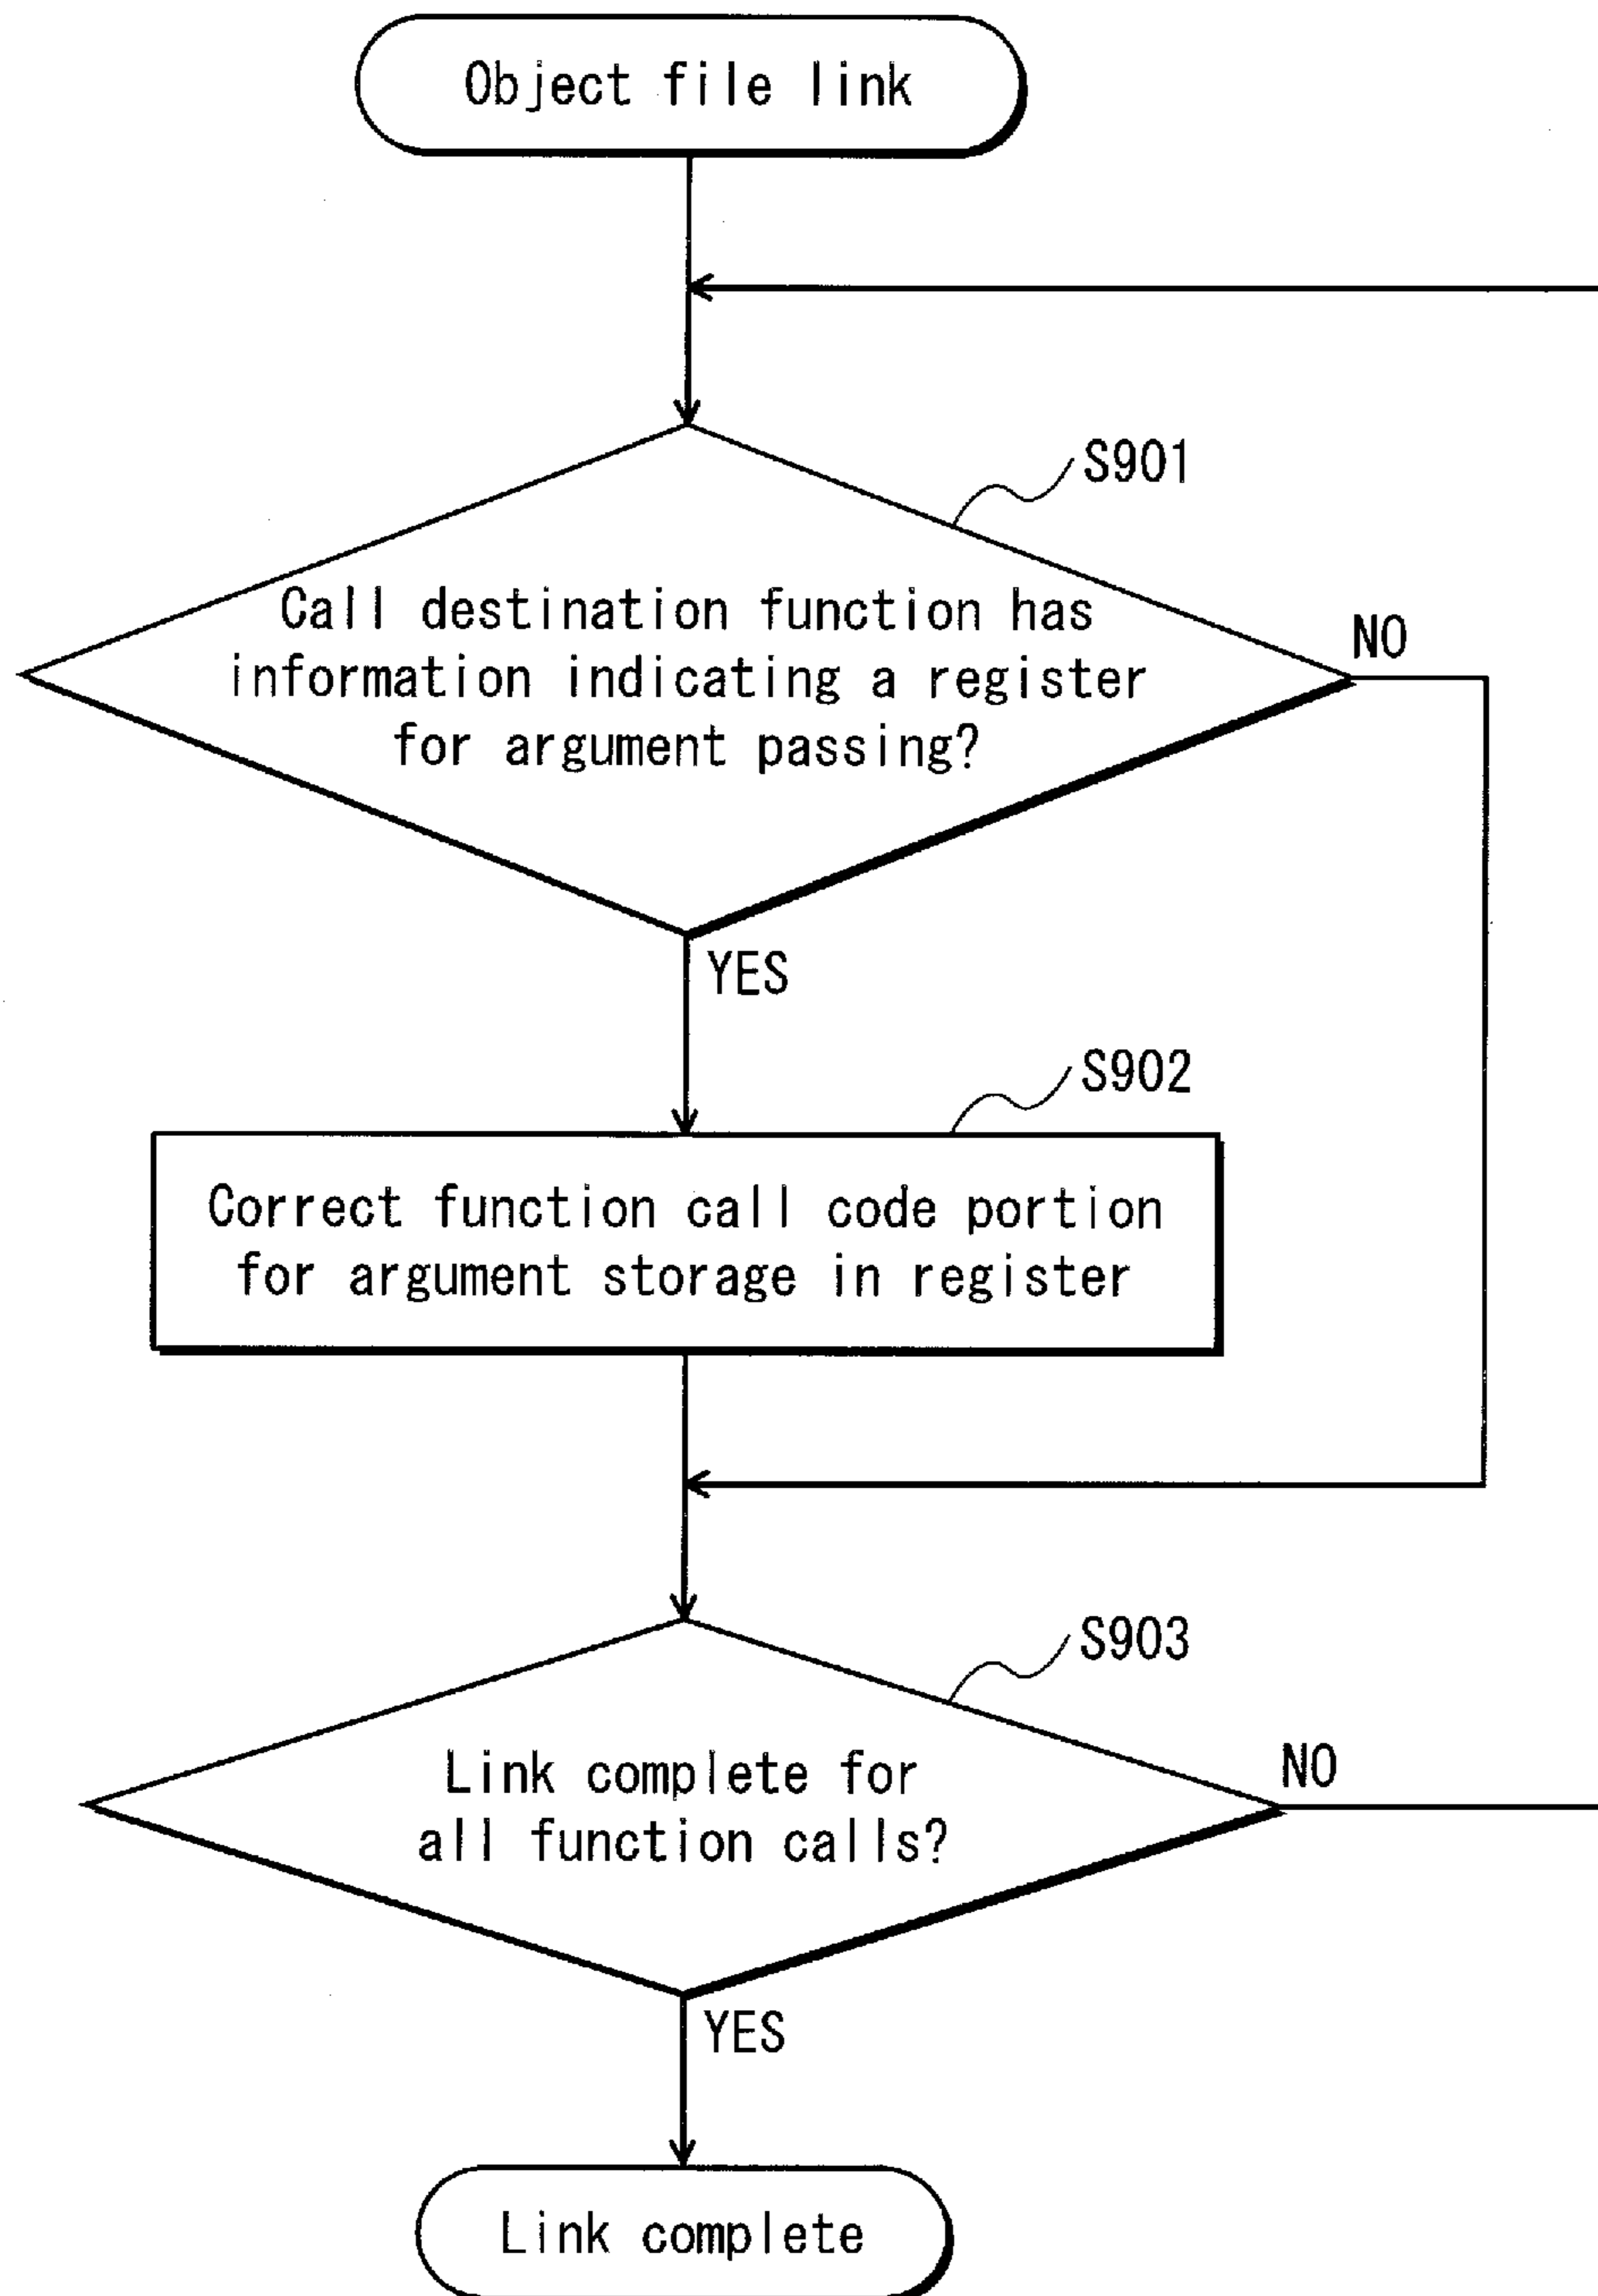 Object file link
S901
Call destination function has
information indicating a register
for argument passing?
NO
YES
S902
Correct function call code portion
for argument storage in register
S903
Link complete for
all function calls?
NO
YES
Link complete